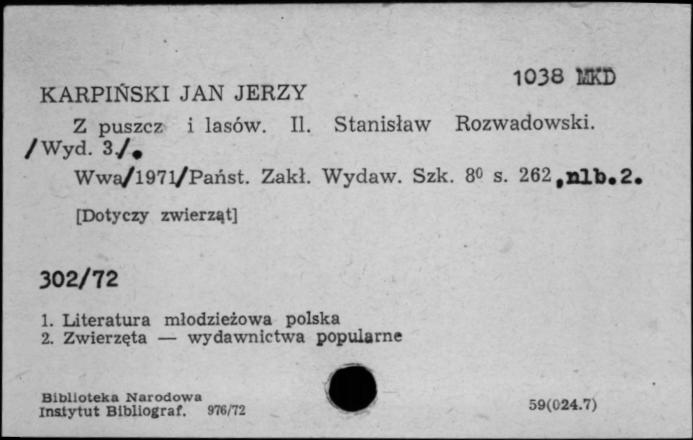 1038 MKD
KARPIŃSKI JAN JERZY
Z puszcz i lasów. Il. Stanisław Rozwadowski.
/Wyd. 3/.
Wwa/1971/Państ. Zakł. Wydaw. Szk. 8⁰ s. 262,nlb.2.
[Dotyczy zwierząt]
302/72
1. Literatura młodzieżowa polska
2. Zwierzęta — wydawnictwa popularne
Biblioteka Narodowa
Instytut Bibliograf. 976/72
59(024.7)